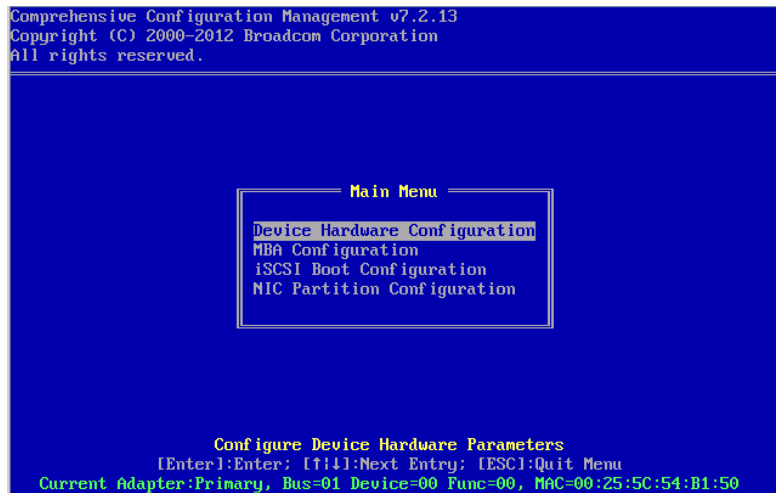 Comprehensive Configuration Management v7.2.13
Copyright (C) 2000-2012 Broadcom Corporation
All rights reserved.
Main Menu
Device Hardware Configuration
MBA Configuration
iSCSI Boot Configuration
NIC Partition Configuration
Configure Device Hardware Parameters
[Enter]:Enter; [↑|↓]:Next Entry; [ESC]:Quit Menu
Current Adapter:Primary, Bus=01 Device=00 Func=00, MAC=00:25:5C:54:B1:50